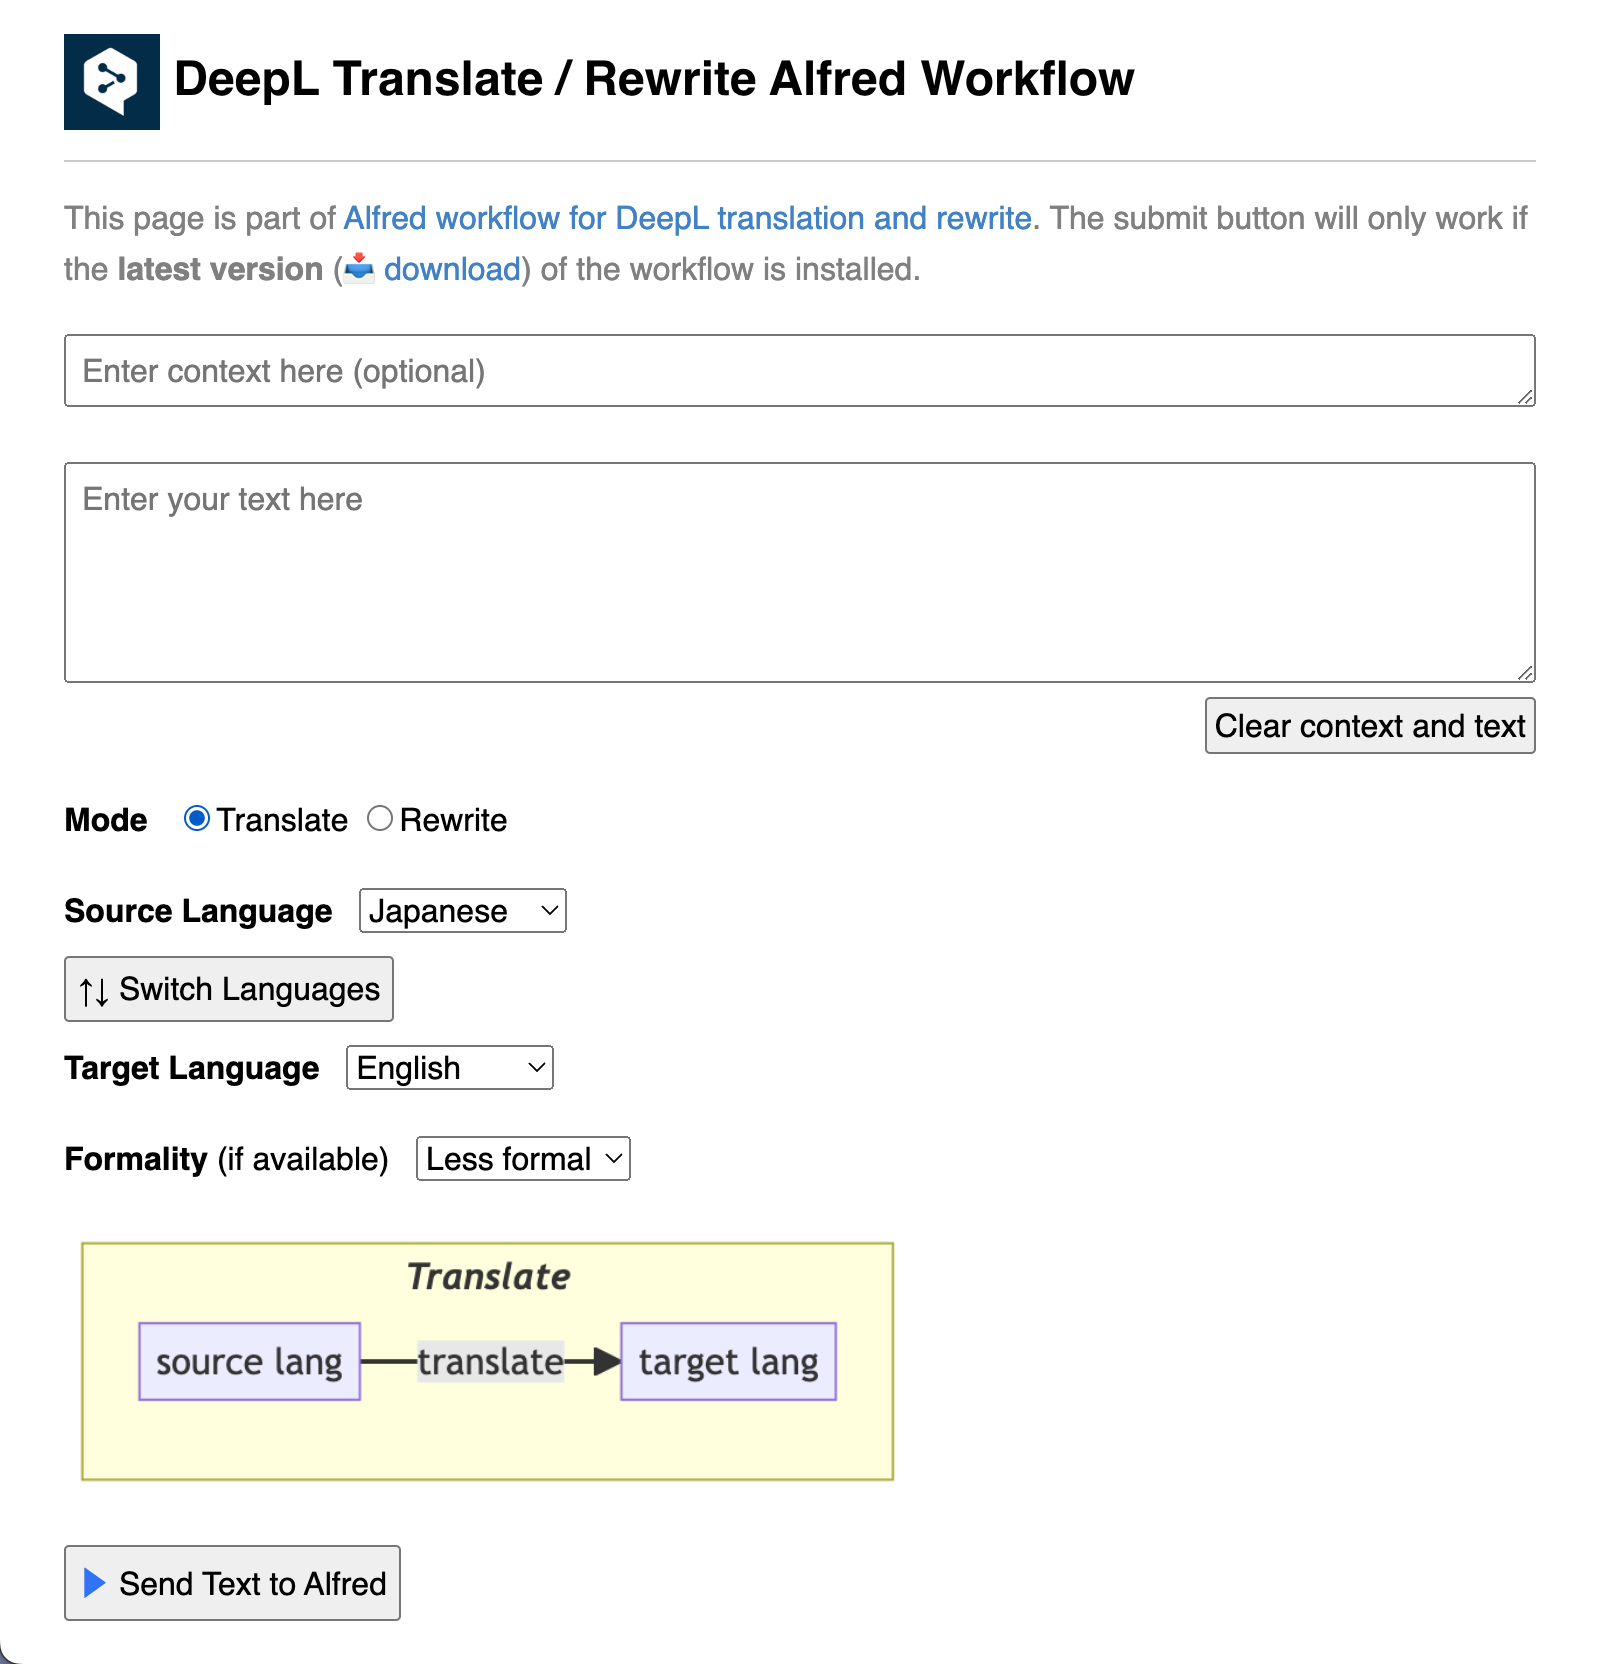 DeepL Translate / Rewrite Alfred Workflow
This page is part of Alfred workflow for DeepL translation and rewrite. The submit button will only work if
the latest version (📥 download) of the workflow is installed.
Enter context here (optional)
Enter your text here
Clear context and text
Mode Translate Rewrite
Source Language Japanese
↑↓ Switch Languages
Target Language English
Formality (if available) Less formal
Translate
source lang translate target lang
Send Text to Alfred